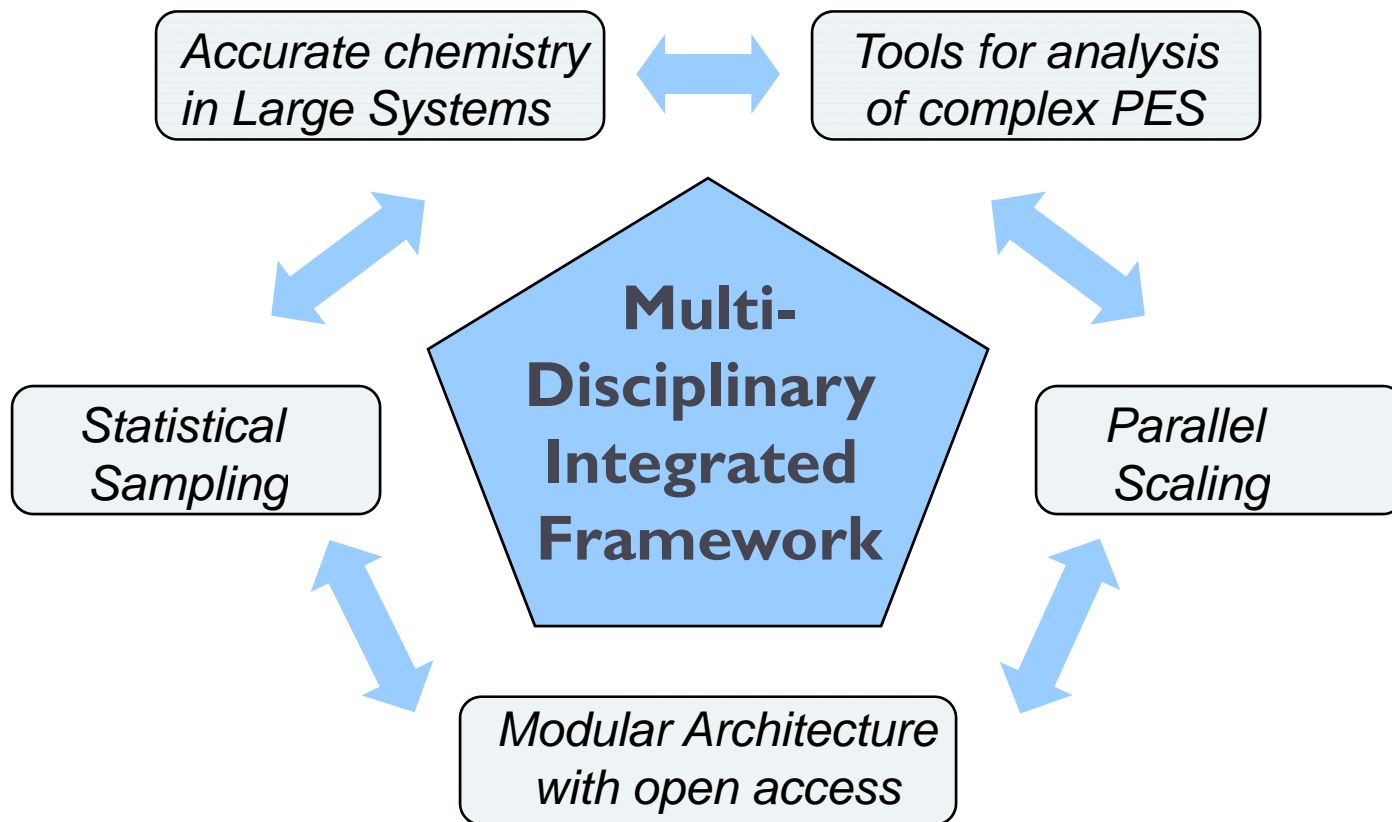 Accurate chemistry
in Large Systems
Tools for analysis
of complex PES
Multi-
Disciplinary
Integrated
Framework
Statistical
Sampling
Parallel
Scaling
Modular Architecture
with open access